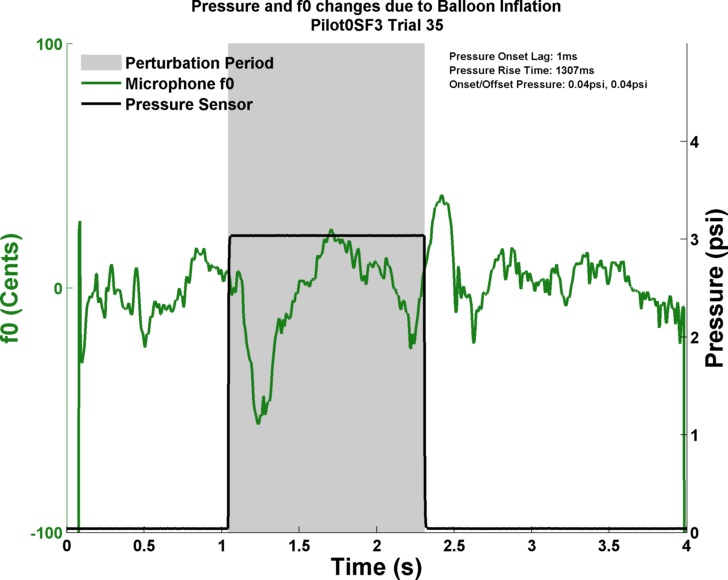 Pressure and f0 changes due to Balloon Inflation
Pilot0SF3 Trial 35
Perturbation Period
Microphone f0
Pressure Sensor
Pressure Onset Lag: 1ms
Pressure Rise Time: 1307ms
Onset/Offset Pressure: 0.04psi, 0.04psi
f0 (Cents)
100
0
-100
Pressure (psi)
4
3
2
1
0
0 0.5 1 1.5 2 2.5 3 3.5 4
Time (s)